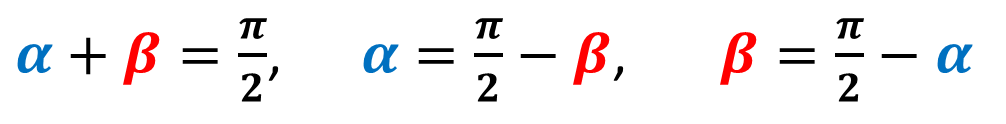 α + β = π/2, α = π/2 − β, β = π/2 − α